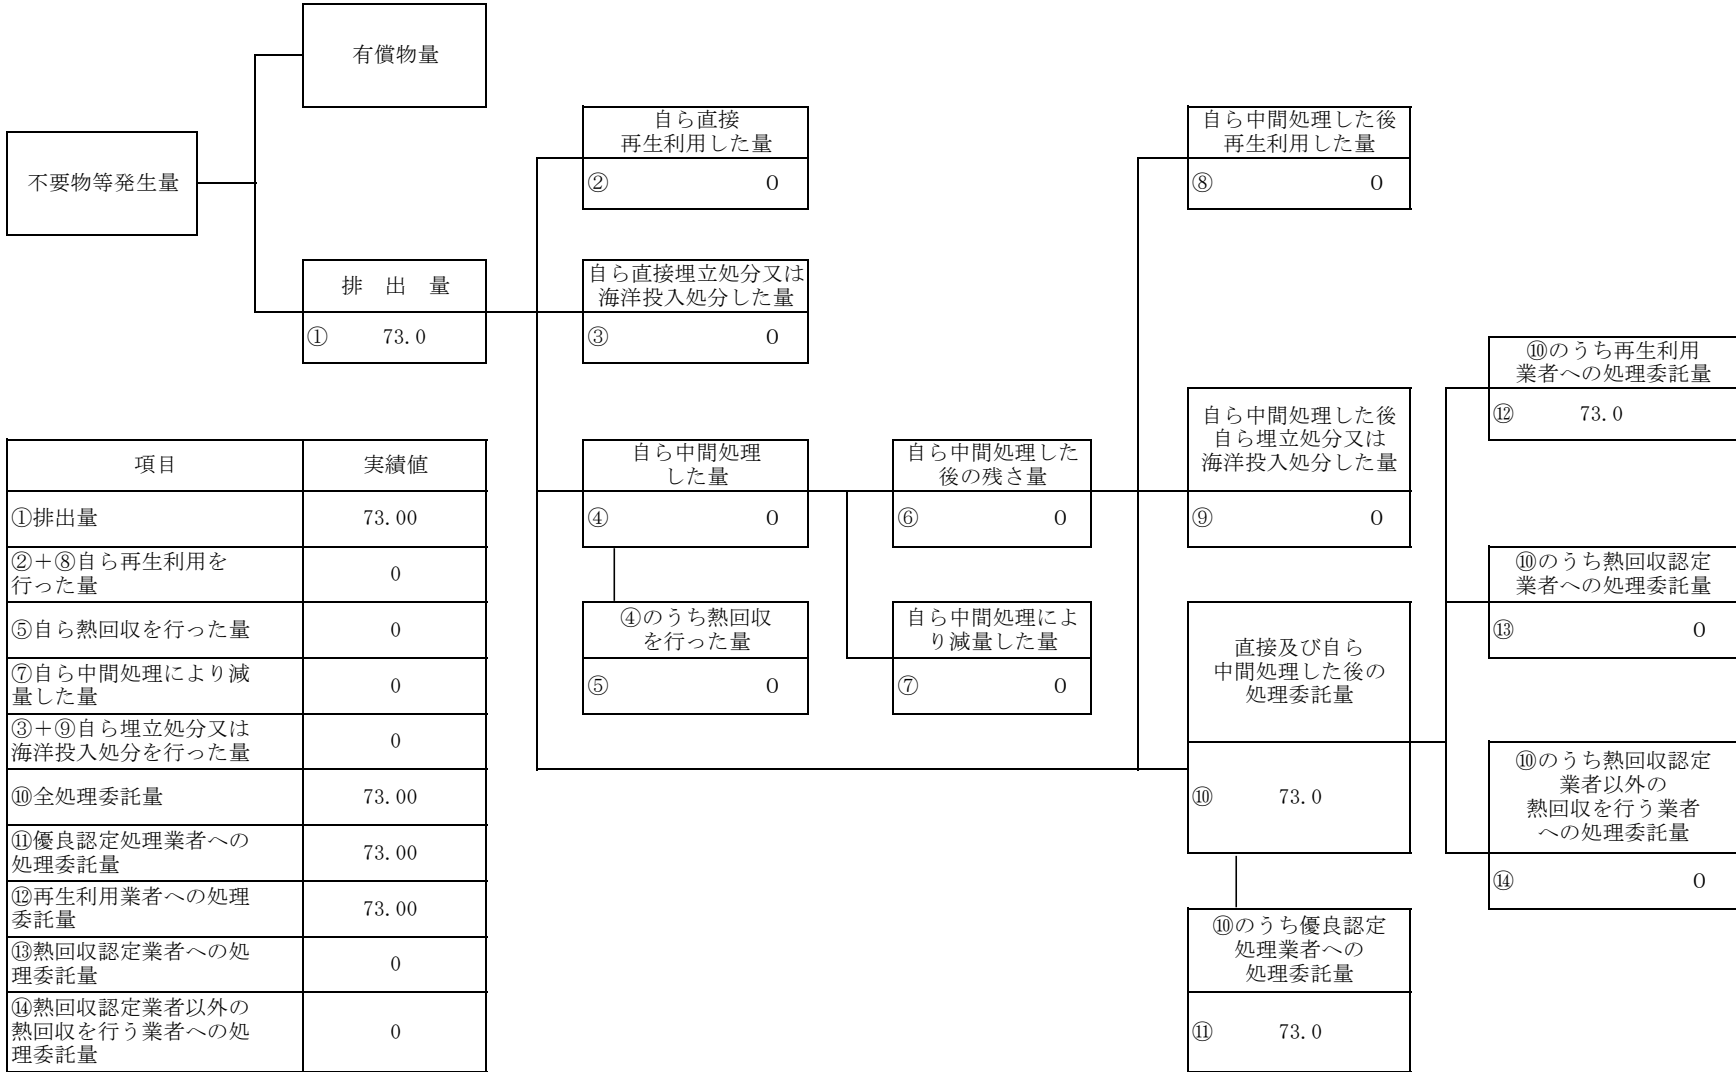 有償物量
不要物等発生量
排　出　量
① 73.0
自ら直接
再生利用した量
② 0
自ら直接埋立処分又は
海洋投入処分した量
③ 0
自ら中間処理
した量
④ 0
④のうち熱回収
を行った量
⑤ 0
自ら中間処理した
後の残さ量
⑥ 0
自ら中間処理によ
り減量した量
⑦ 0
自ら中間処理した後
再生利用した量
⑧ 0
自ら中間処理した後
自ら埋立処分又は
海洋投入処分した量
⑨ 0
直接及び自ら
中間処理した後の
処理委託量
⑩ 73.0
⑩のうち優良認定
処理業者への
処理委託量
⑪ 73.0
⑩のうち再生利用
業者への処理委託量
⑫ 73.0
⑩のうち熱回収認定
業者への処理委託量
⑬ 0
⑩のうち熱回収認定
業者以外の
熱回収を行う業者
への処理委託量
⑭ 0
項目 実績値
①排出量 73.00
②＋⑧自ら再生利用を
行った量 0
⑤自ら熱回収を行った量 0
⑦自ら中間処理により減
量した量 0
③＋⑨自ら埋立処分又は
海洋投入処分を行った量 0
⑩全処理委託量 73.00
⑪優良認定処理業者への
処理委託量 73.00
⑫再生利用業者への処理
委託量 73.00
⑬熱回収認定業者への処
理委託量 0
⑭熱回収認定業者以外の
熱回収を行う業者への処
理委託量 0